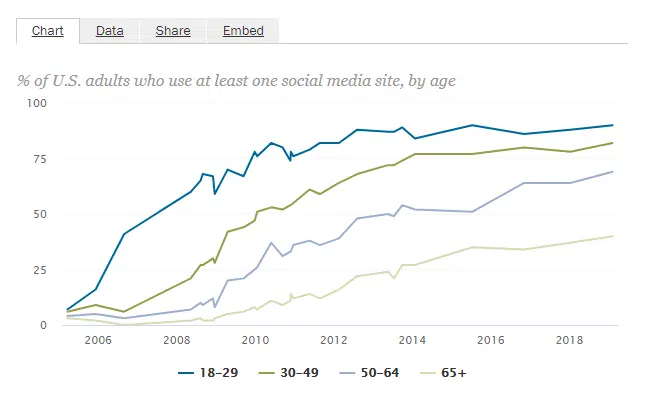 Chart Data Share Embed
% of U.S. adults who use at least one social media site, by age
100
75
50
25
0
2006 2008 2010 2012 2014 2016 2018
18-29 30-49 50-64 65+